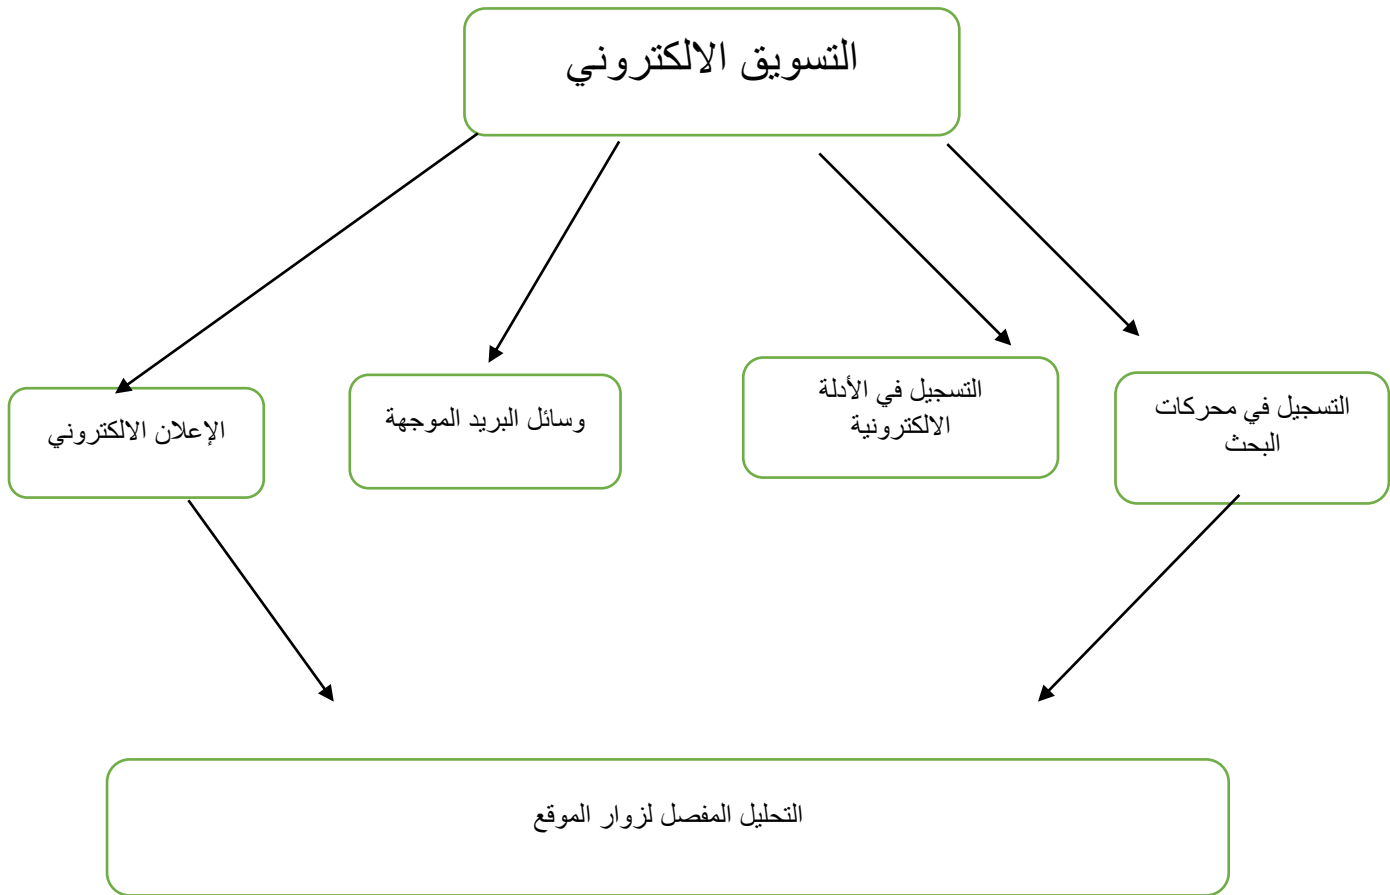 التسويق الالكتروني
التسجيل في محركات
البحث
التسجيل في الأدلة
الالكترونية
وسائل البريد الموجهة
الإعلان الالكتروني
التحليل المفصل لزوار الموقع